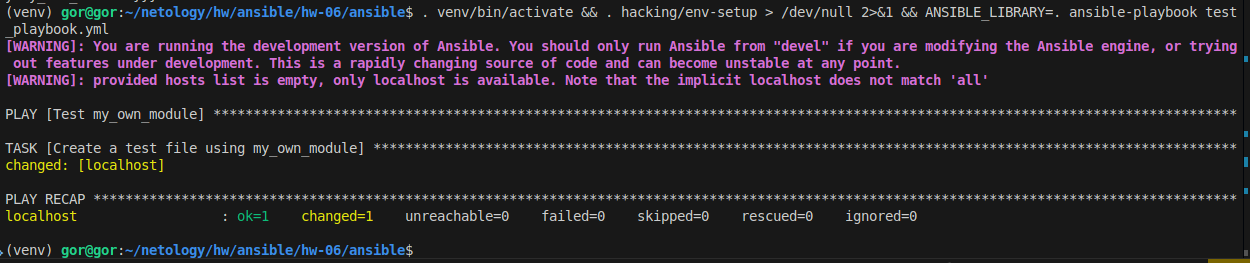 (venv) gor@gor:~/netology/hw/ansible/hw-06/ansible$ . venv/bin/activate && . hacking/env-setup > /dev/null 2>&1 && ANSIBLE_LIBRARY=. ansible-playbook test
_playbook.yml
[WARNING]: You are running the development version of Ansible. You should only run Ansible from "devel" if you are modifying the Ansible engine, or trying
out features under development. This is a rapidly changing source of code and can become unstable at any point.
[WARNING]: provided hosts list is empty, only localhost is available. Note that the implicit localhost does not match 'all'
PLAY [Test my_own_module] ********************************************************************************************************************************
TASK [Create a test file using my_own_module] ************************************************************************************************************
changed: [localhost]
PLAY RECAP ***********************************************************************************************************************************************
localhost : ok=1 changed=1 unreachable=0 failed=0 skipped=0 rescued=0 ignored=0
(venv) gor@gor:~/netology/hw/ansible/hw-06/ansible$